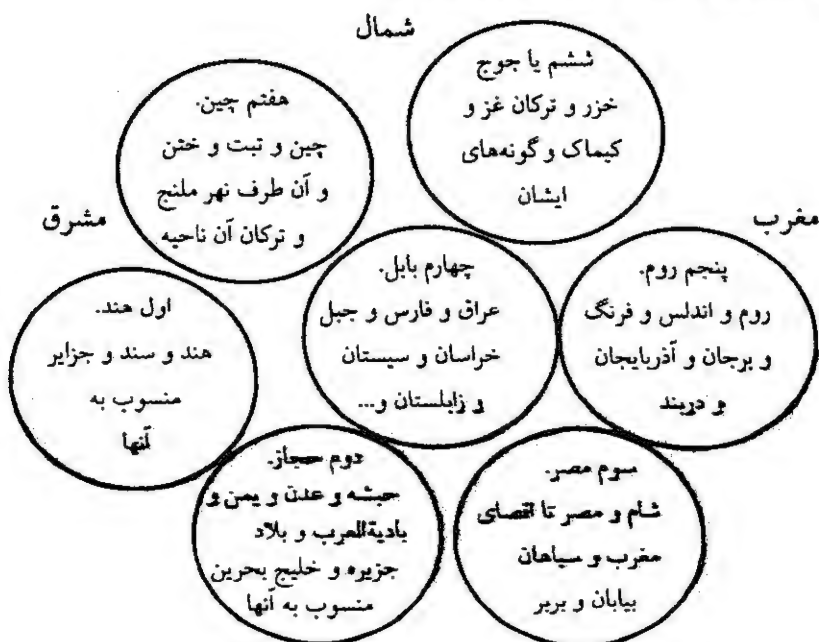 شمال
ششم یا جوج
خزر و ترکان غز و
کیماک و گونه‌های
ایشان
هفتم چین.
چین و تبت و ختن
و آن طرف نهر ملنج
و ترکان آن ناحیه
مغرب
مشرق
پنجم روم.
روم و اندلس و فرنگ
و برجان و آذربایجان
و دربند
چهارم بابل.
عراق و فارس و جبل
خراسان و سیستان
و زابلستان و...
اول هند.
هند و سند و جزایر
منسوب به
آنها
سوم مصر.
شام و مصر تا اقصای
مغرب و سیاهان
بیابان و بربر
دوم حجاز.
حبشه و عدن و یمن و
بادیةالعرب و بلاد
جزیره و خلیج بحرین
منسوب به آنها